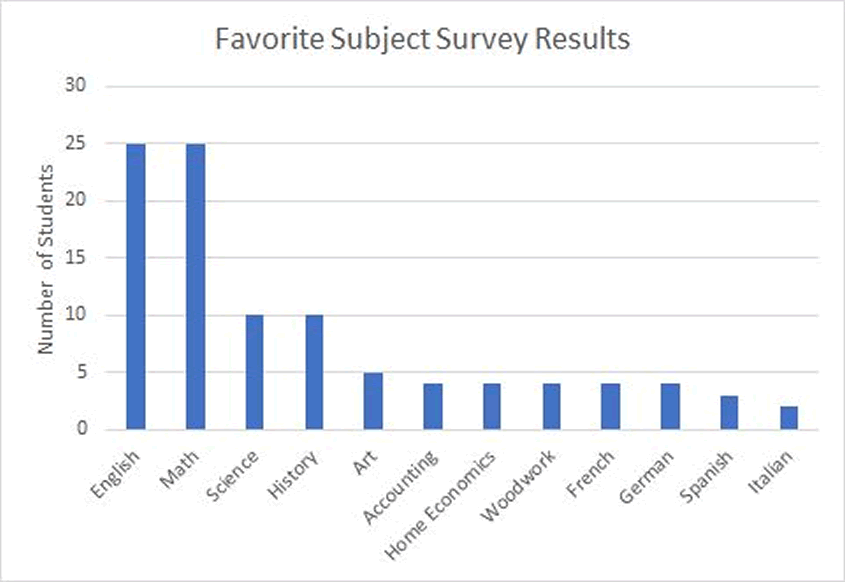 Favorite Subject Survey Results
Number of Students
30
25
20
15
10
5
0
English
Math
Science
History
Art
Accounting
Home Economics
Woodwork
French
German
Spanish
Italian